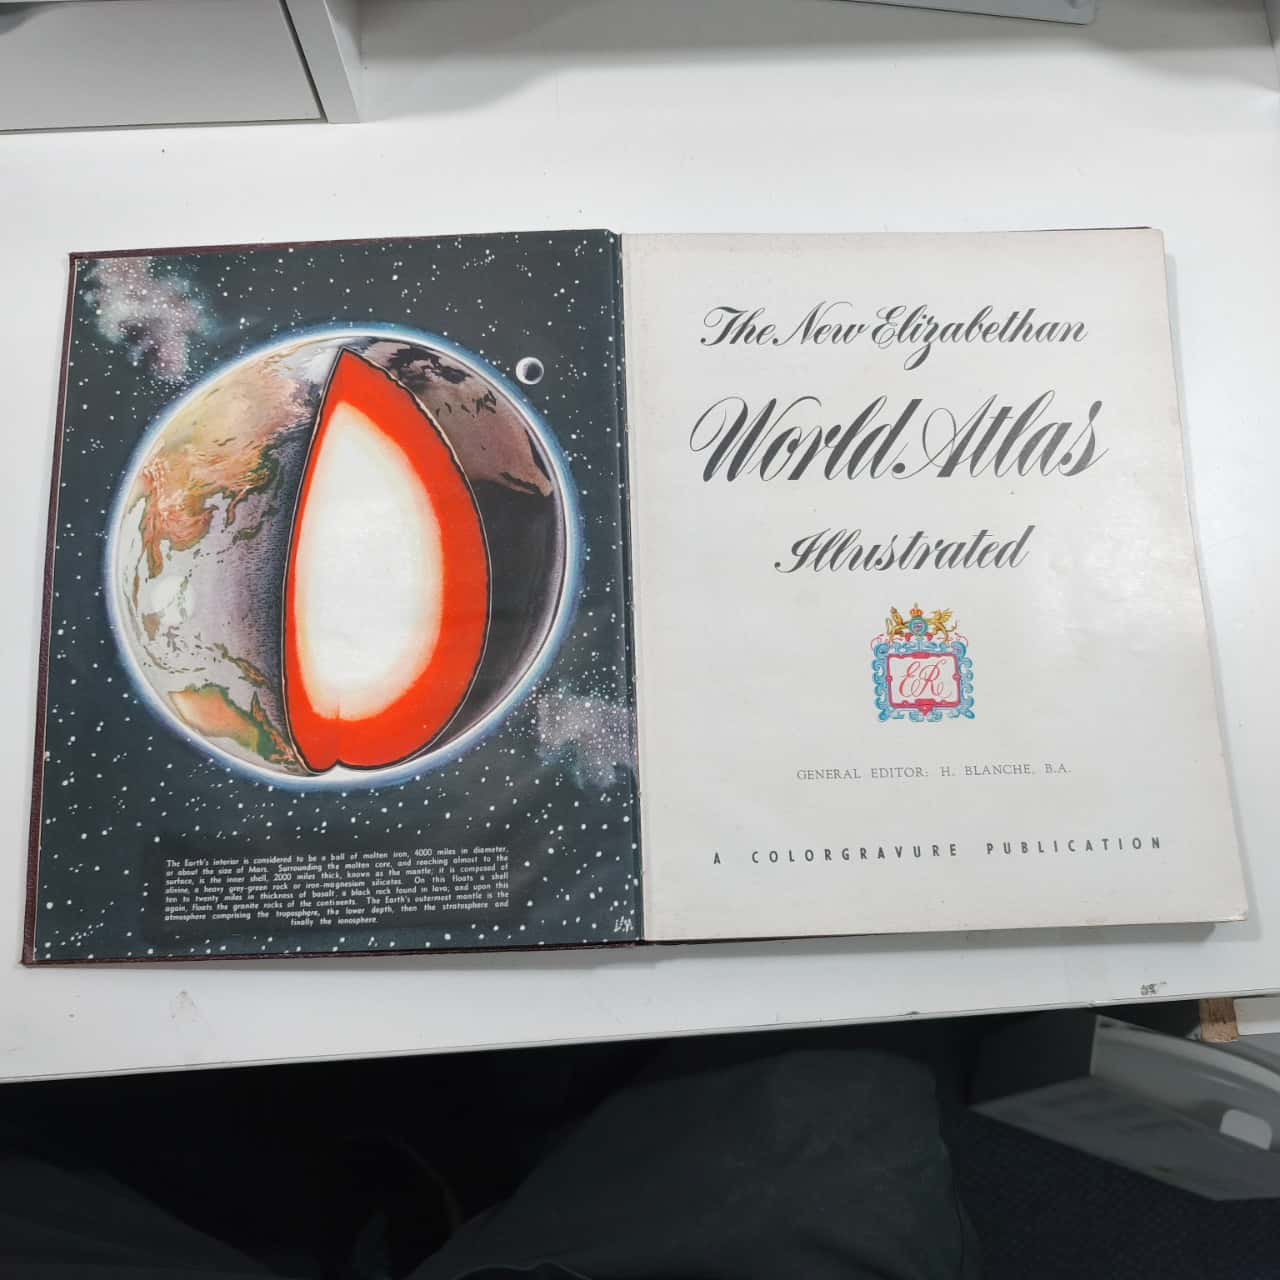 The Earth's interior is considered to be a ball of molten iron, 4000 miles in diameter,
or about the size of Mars. Surrounding the molten core, and reaching almost to the
surface, is the inner shell, 2000 miles thick, known as the mantle; it is composed of
olivine, a heavy grey-green rock or iron-magnesium silicates. On this floats a shell
ten to twenty miles in thickness of basalt, a black rock found in lava; and upon this
again, floats the granite rocks of the continents. The Earth's outermost mantle is the
atmosphere comprising the troposphere, the lower depth, then the stratosphere and
finally the ionosphere.
The New Elizabethan
World Atlas
Illustrated
ER
GENERAL EDITOR: H. BLANCHE, B.A.
A COLORGRAVURE PUBLICATION